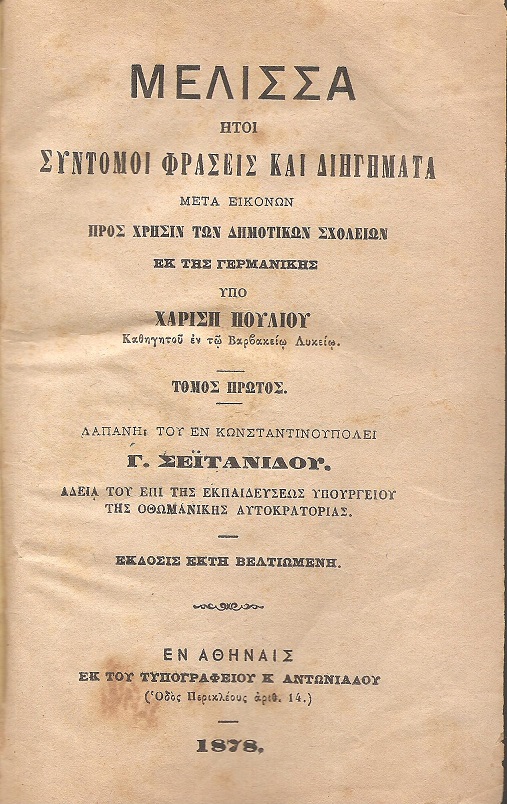 ΜΕΛΙΣΣΑ
ΗΤΟΙ
ΣΥΝΤΟΜΟΙ ΦΡΑΣΕΙΣ ΚΑΙ ΔΙΗΓΗΜΑΤΑ
ΜΕΤΑ ΕΙΚΟΝΩΝ
ΠΡΟΣ ΧΡΗΣΙΝ ΤΩΝ ΔΗΜΟΤΙΚΩΝ ΣΧΟΛΕΙΩΝ
ΕΚ ΤΗΣ ΓΕΡΜΑΝΙΚΗΣ
ΥΠΟ
ΧΑΡΙΣΗ ΠΟΥΛΙΟΥ
Καθηγητοῦ ἐν τῷ Βαρβακείῳ Λυκείῳ.
ΤΟΜΟΣ ΠΡΩΤΟΣ.
ΔΑΠΑΝΗ: ΤΟΥ ΕΝ ΚΩΝΣΤΑΝΤΙΝΟΥΠΟΛΕΙ
Γ. ΣΕΪΤΑΝΙΔΟΥ.
ΑΔΕΙΑ ΤΟΥ ΕΠΙ ΤΗΣ ΕΚΠΑΙΔΕΥΣΕΩΣ ΥΠΟΥΡΓΕΙΟΥ
ΤΗΣ ΟΘΩΜΑΝΙΚΗΣ ΑΥΤΟΚΡΑΤΟΡΙΑΣ.
ΕΚΔΟΣΙΣ ΕΚΤΗ ΒΕΛΤΙΩΜΕΝΗ.
ΕΝ ΑΘΗΝΑΙΣ
ΕΚ ΤΟΥ ΤΥΠΟΓΡΑΦΕΙΟΥ Κ ΑΝΤΩΝΙΑΔΟΥ
(Ὁδὸς Περικλέους ἀριθ. 14.)
1878.